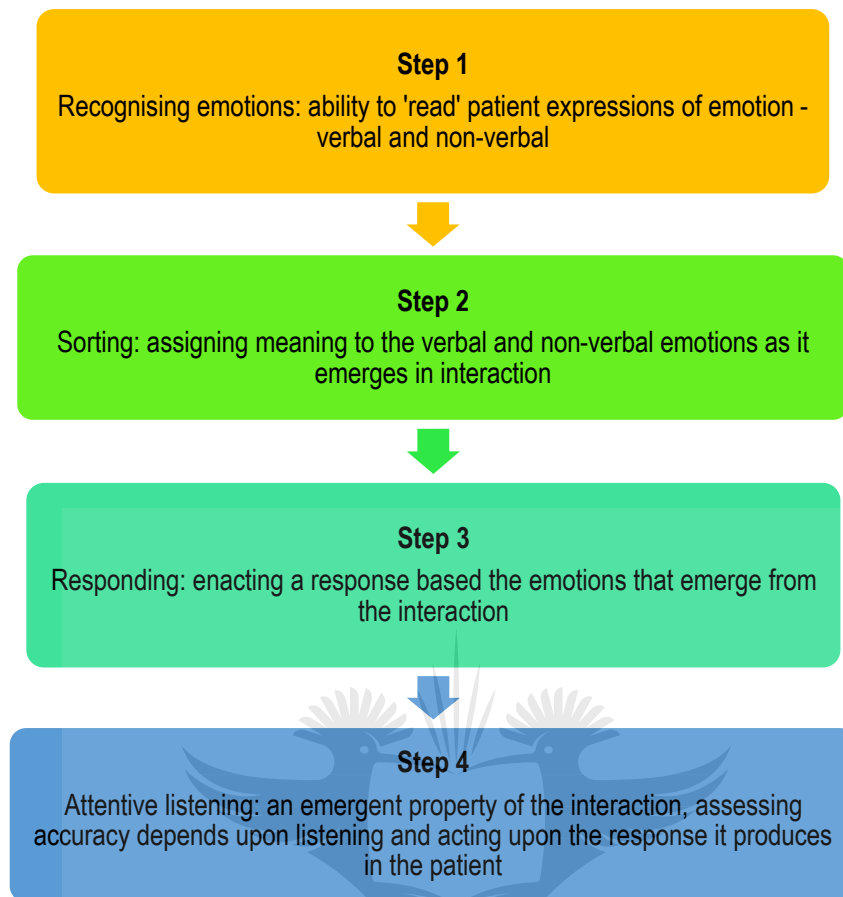 Step 1
Recognising emotions: ability to 'read' patient expressions of emotion -
verbal and non-verbal
Step 2
Sorting: assigning meaning to the verbal and non-verbal emotions as it
emerges in interaction
Step 3
Responding: enacting a response based the emotions that emerge from
the interaction
Step 4
Attentive listening: an emergent property of the interaction, assessing
accuracy depends upon listening and acting upon the response it produces
in the patient